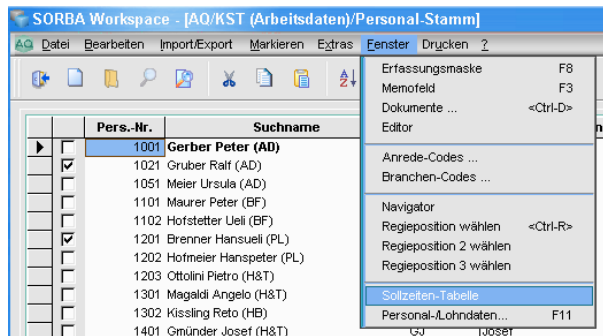 SORBA Workspace - [AQ/KST (Arbeitsdaten)/Personal-Stamm]
AQ Datei Bearbeiten Import/Export Markieren Extras Fenster Drucken ?
Erfassungsmaske F8
Memofeld F3
Dokumente ... <Ctrl-D>
Editor
Anrede-Codes ...
Branchen-Codes ...
Navigator
Regieposition wählen <Ctrl-R>
Regieposition 2 wählen
Regieposition 3 wählen
Sollzeiten-Tabelle
Personal-/Lohndaten... F11
Pers.-Nr. Suchname
1001 Gerber Peter (AD)
1021 Gruber Ralf (AD)
1051 Meier Ursula (AD)
1101 Maurer Peter (BF)
1102 Hofstetter Ueli (BF)
1201 Brenner Hansueli (PL)
1202 Hofmeier Hanspeter (PL)
1203 Ottolini Pietro (H&T)
1301 Magaldi Angelo (H&T)
1302 Kissling Reto (HB)
1401 Gmünder Josef (H&T) GJ Josef